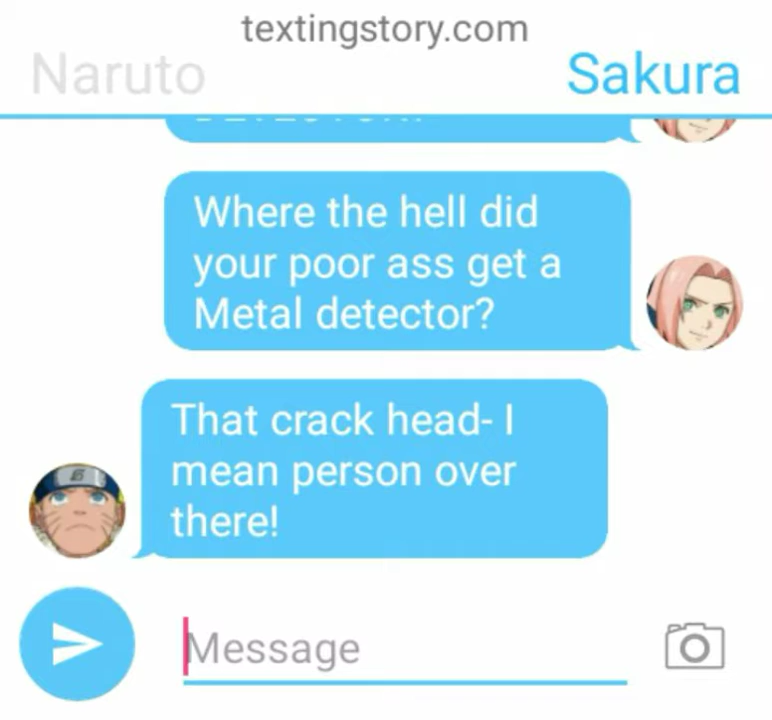 textingstory.com
Naruto
Sakura
Where the hell did
your poor ass get a
Metal detector?
That crack head- I
mean person over
there!
Message